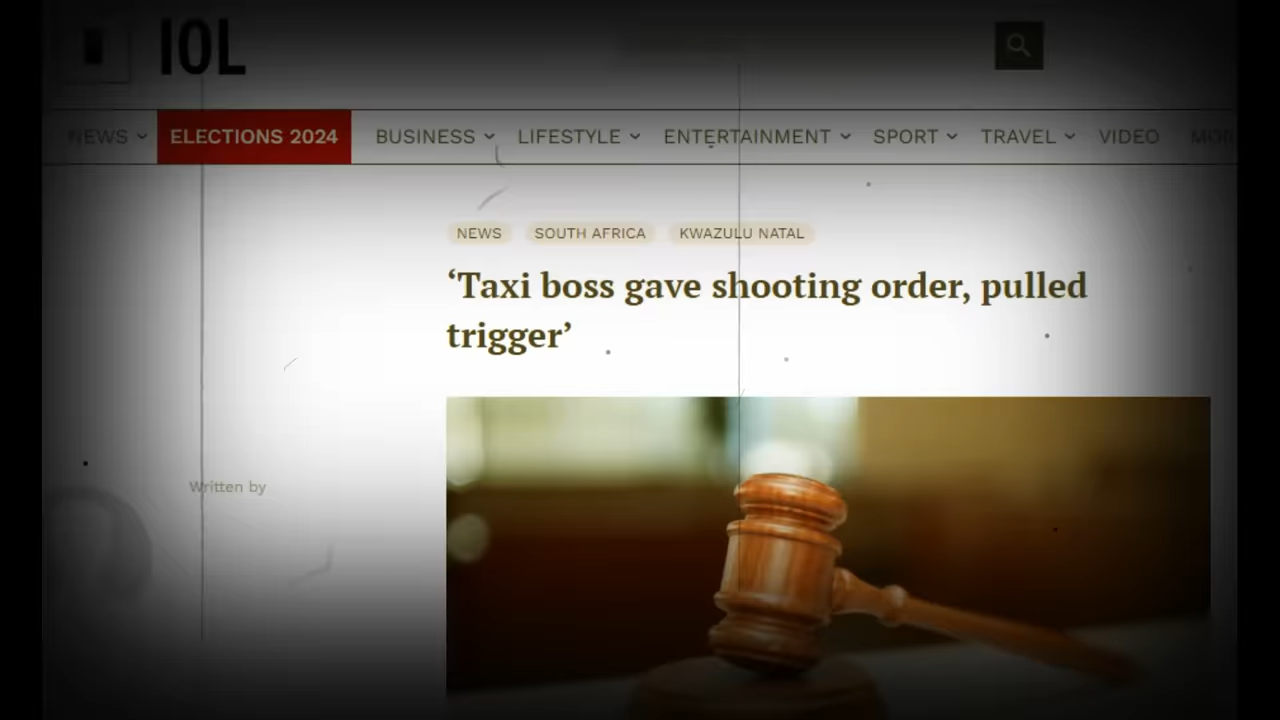 IOL
NEWS ELECTIONS 2024 BUSINESS LIFESTYLE ENTERTAINMENT SPORT TRAVEL VIDEO
NEWS SOUTH AFRICA KWAZULU NATAL
‘Taxi boss gave shooting order, pulled
trigger’
Written by